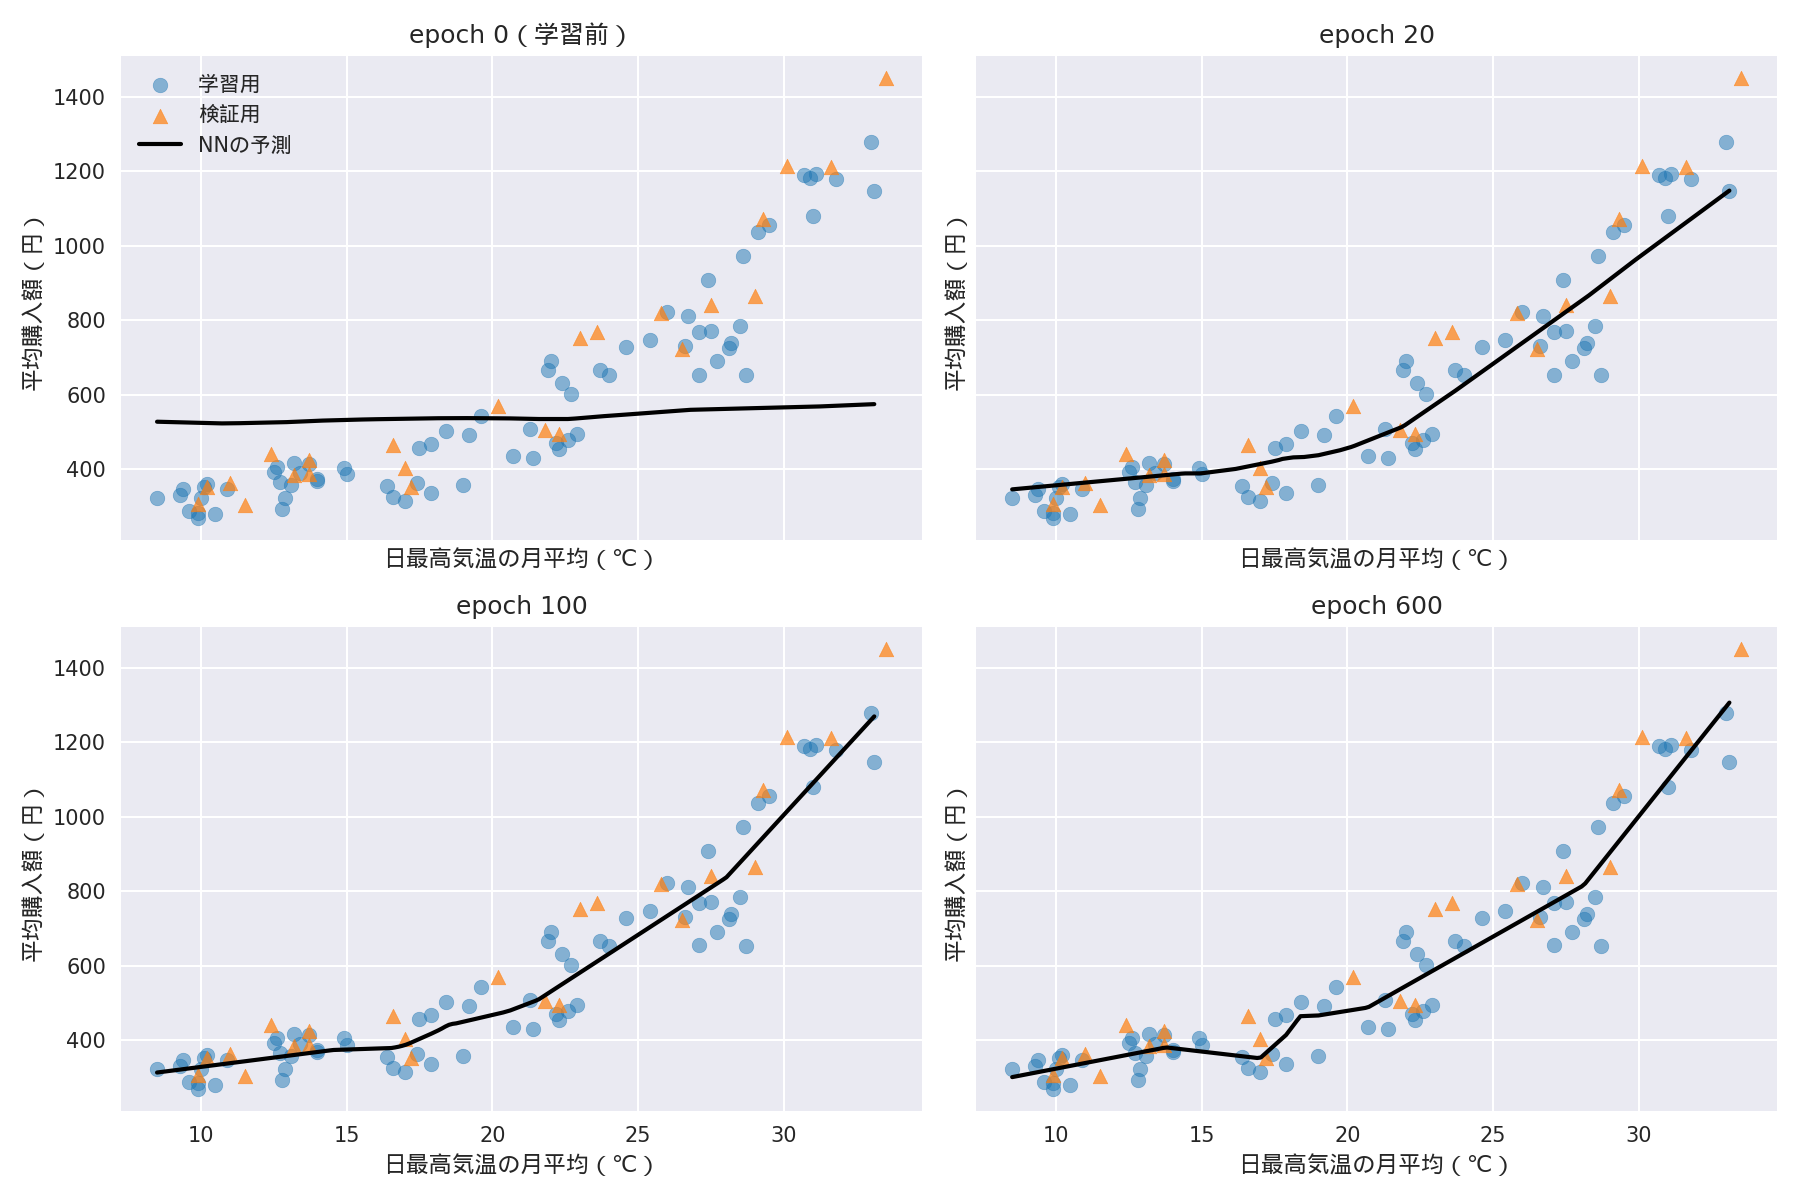 epoch 0 ( 学習前 )
学習用
検証用
NNの予測
1400
1200
1000
800
600
400
平均購入額 ( 円 )
日最高気温の月平均 ( ℃ )
epoch 20
平均購入額 ( 円 )
日最高気温の月平均 ( ℃ )
epoch 100
1400
1200
1000
800
600
400
平均購入額 ( 円 )
10 15 20 25 30
日最高気温の月平均 ( ℃ )
epoch 600
平均購入額 ( 円 )
10 15 20 25 30
日最高気温の月平均 ( ℃ )